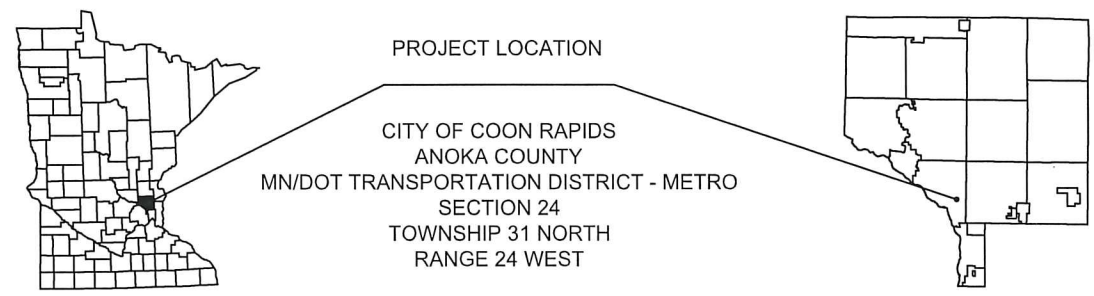 PROJECT LOCATION
CITY OF COON RAPIDS
ANOKA COUNTY
MN/DOT TRANSPORTATION DISTRICT - METRO
SECTION 24
TOWNSHIP 31 NORTH
RANGE 24 WEST